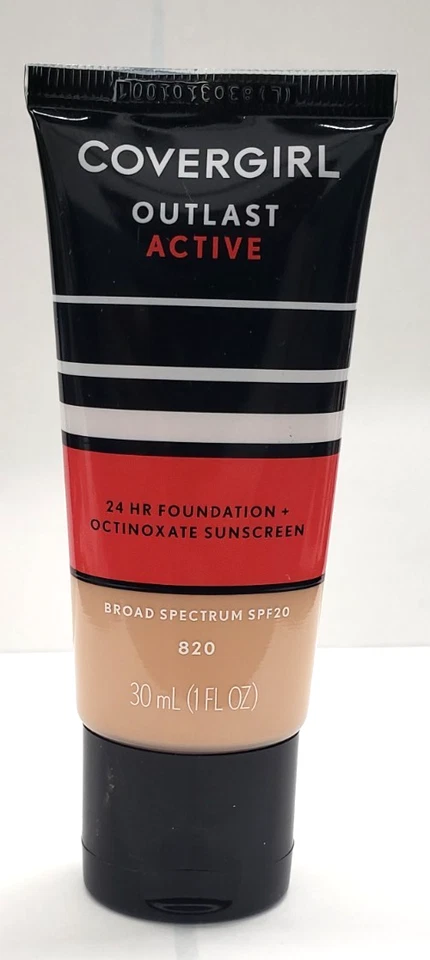 COVERGIRL
OUTLAST
ACTIVE
24 HR FOUNDATION +
OCTINOXATE SUNSCREEN
BROAD SPECTRUM SPF20
820
30 mL (1 FL OZ)